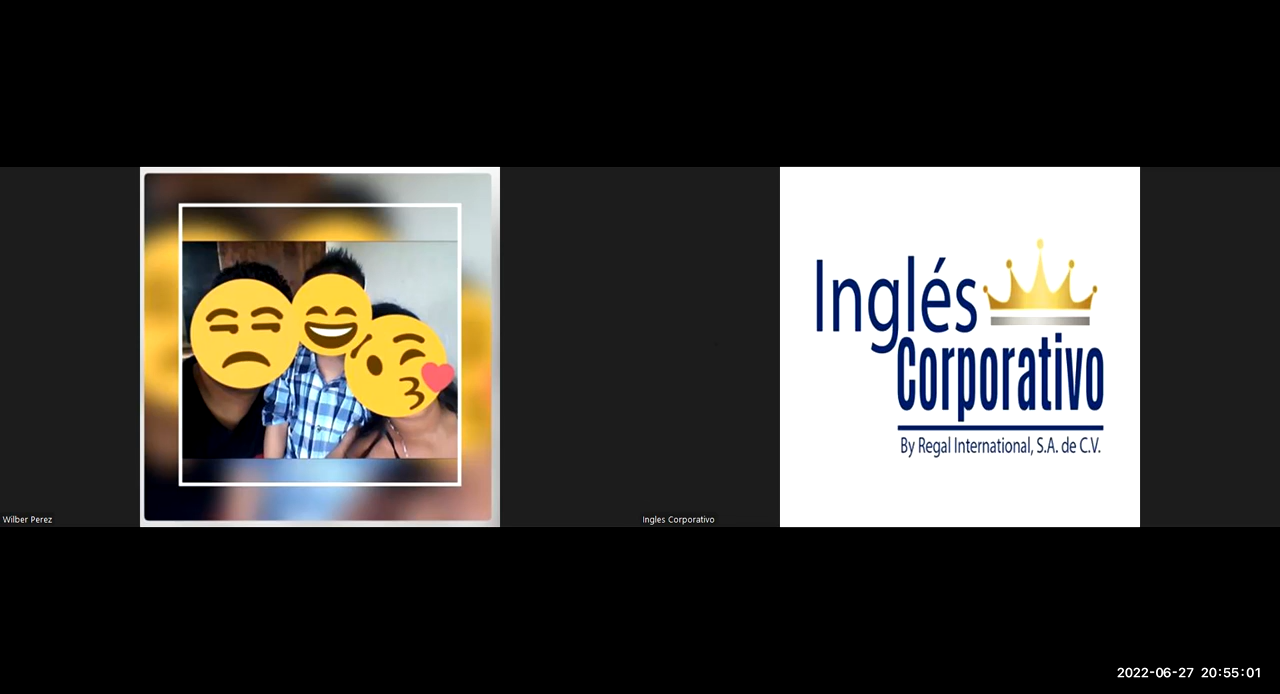 Inglés
Corporativo
By Regal International, S.A. de C.V.
Wilber Perez
Ingles Corporativo
2022-06-27 20:55:01